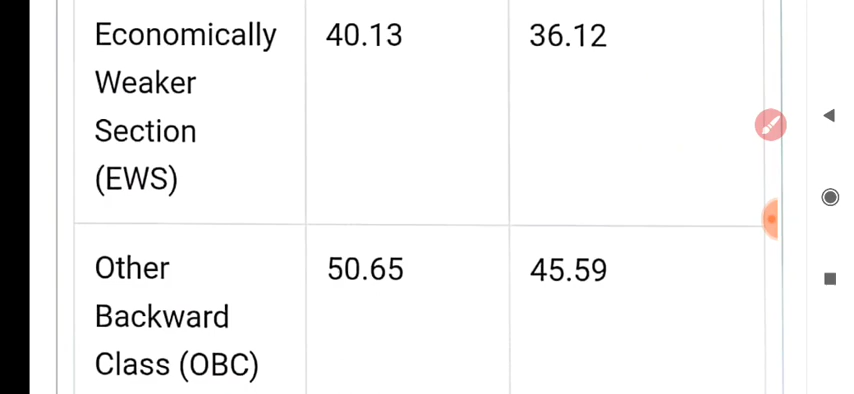 Economically 40.13 36.12
Weaker
Section
(EWS)
Other 50.65 45.59
Backward
Class (OBC)